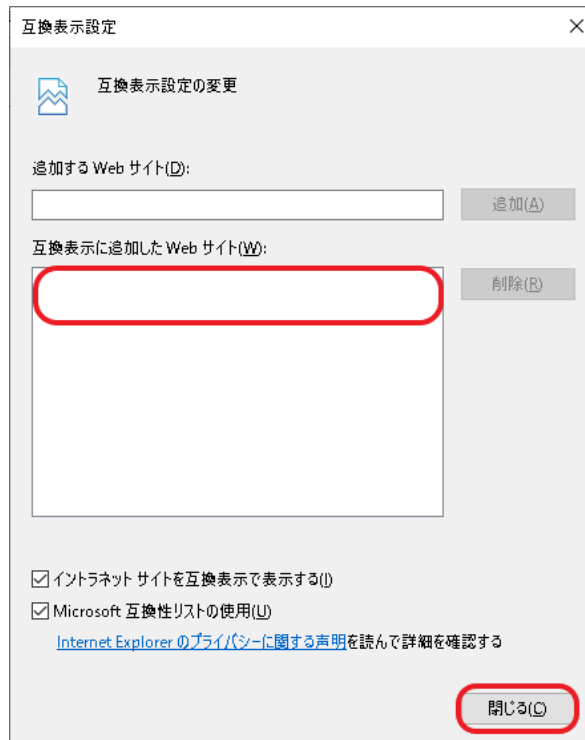 互換表示設定
互換表示設定の変更
追加する Web サイト(D):
追加(A)
互換表示に追加した Web サイト(W):
削除(R)
イントラネット サイトを互換表示で表示する(I)
Microsoft 互換性リストの使用(U)
Internet Explorer のプライバシーに関する声明を読んで詳細を確認する
閉じる(C)